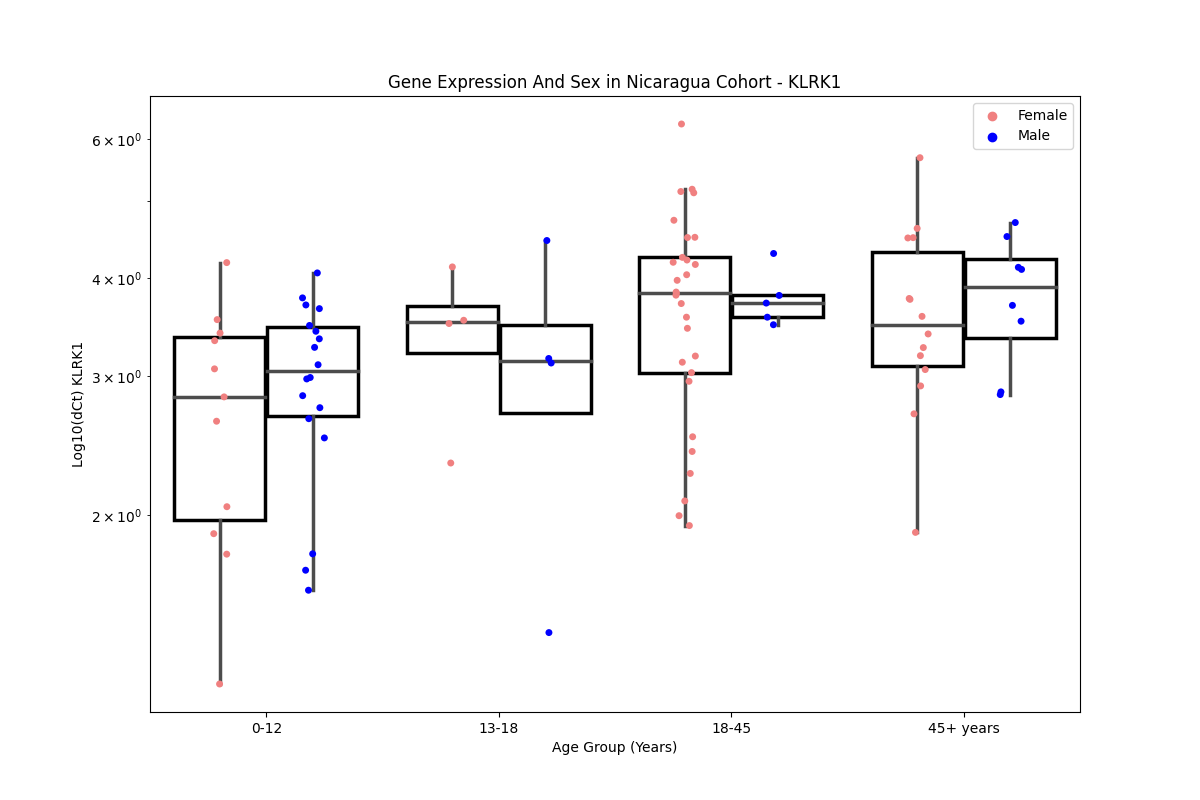 Gene Expression And Sex in Nicaragua Cohort - KLRK1
Female
Male
6 × 10⁰
4 × 10⁰
3 × 10⁰
2 × 10⁰
Log10(dCt) KLRK1
0-12
13-18
18-45
45+ years
Age Group (Years)